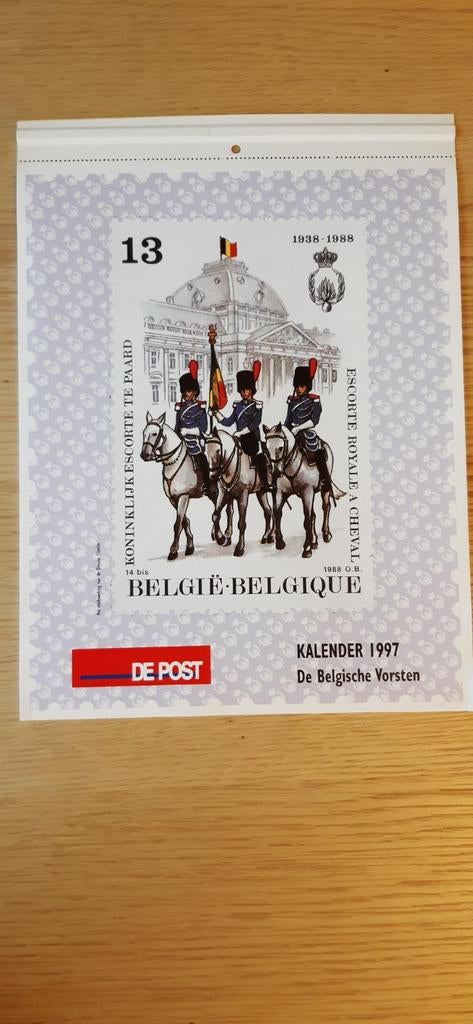 13
1938-1988
KONINKLIJK ESCORTE TE PAARD
ESCORTE ROYALE A CHEVAL
14 bis
1988 O.B.
BELGIË·BELGIQUE
DE POST
KALENDER 1997
De Belgische Vorsten